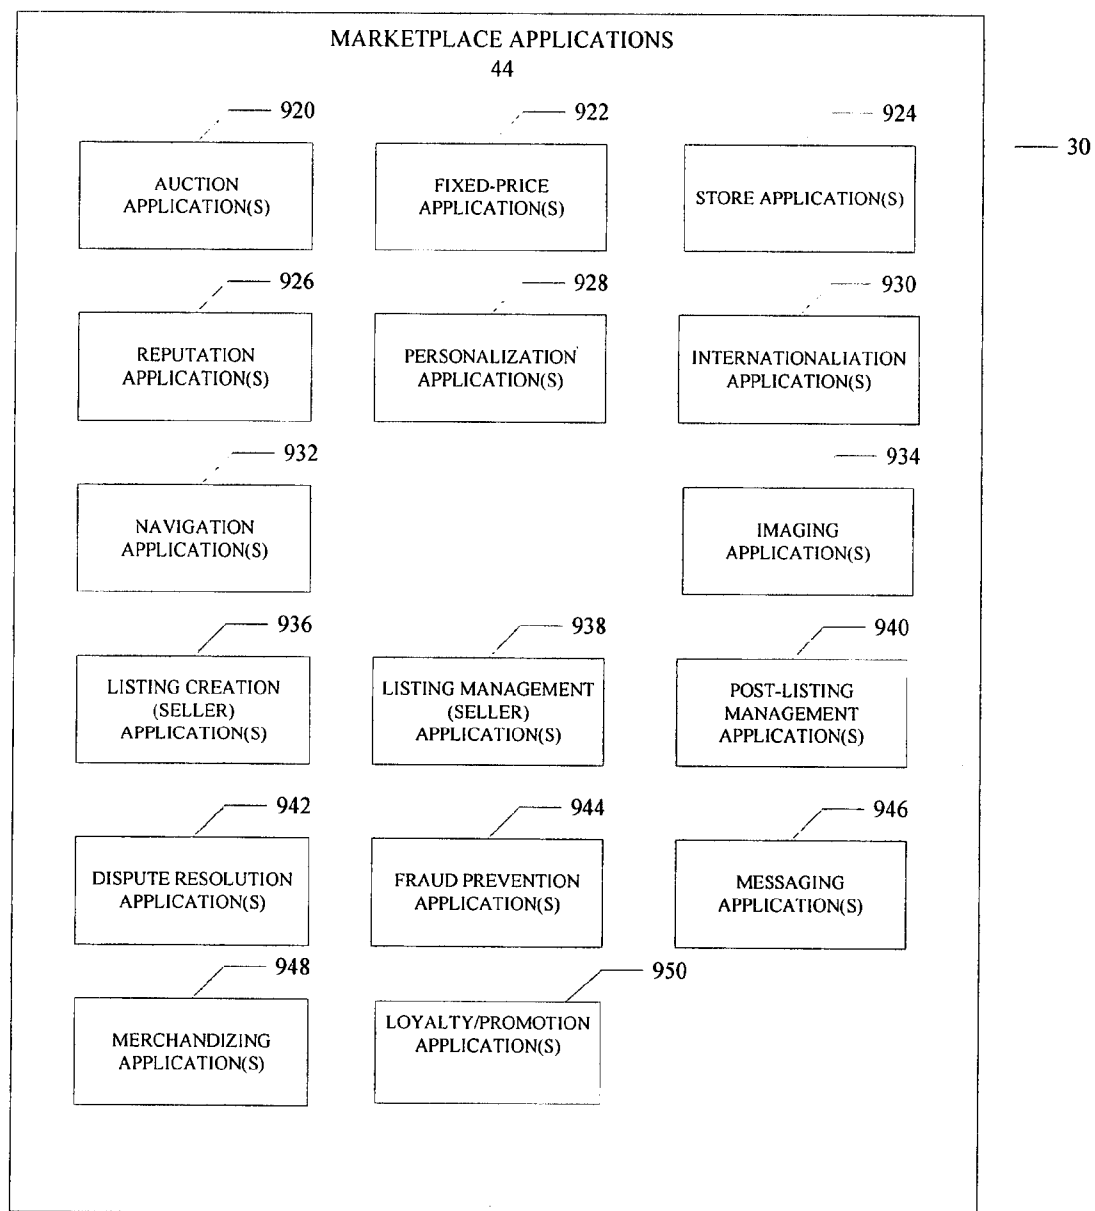 MARKETPLACE APPLICATIONS
44
920
922
924
30
AUCTION
APPLICATION(S)
FIXED-PRICE
APPLICATION(S)
STORE APPLICATION(S)
926
928
930
REPUTATION
APPLICATION(S)
PERSONALIZATION
APPLICATION(S)
INTERNATIONALIATION
APPLICATION(S)
932
934
NAVIGATION
APPLICATION(S)
IMAGING
APPLICATION(S)
936
938
940
LISTING CREATION
(SELLER)
APPLICATION(S)
LISTING MANAGEMENT
(SELLER)
APPLICATION(S)
POST-LISTING
MANAGEMENT
APPLICATION(S)
942
944
946
DISPUTE RESOLUTION
APPLICATION(S)
FRAUD PREVENTION
APPLICATION(S)
MESSAGING
APPLICATION(S)
948
950
MERCHANDIZING
APPLICATION(S)
LOYALTY/PROMOTION
APPLICATION(S)